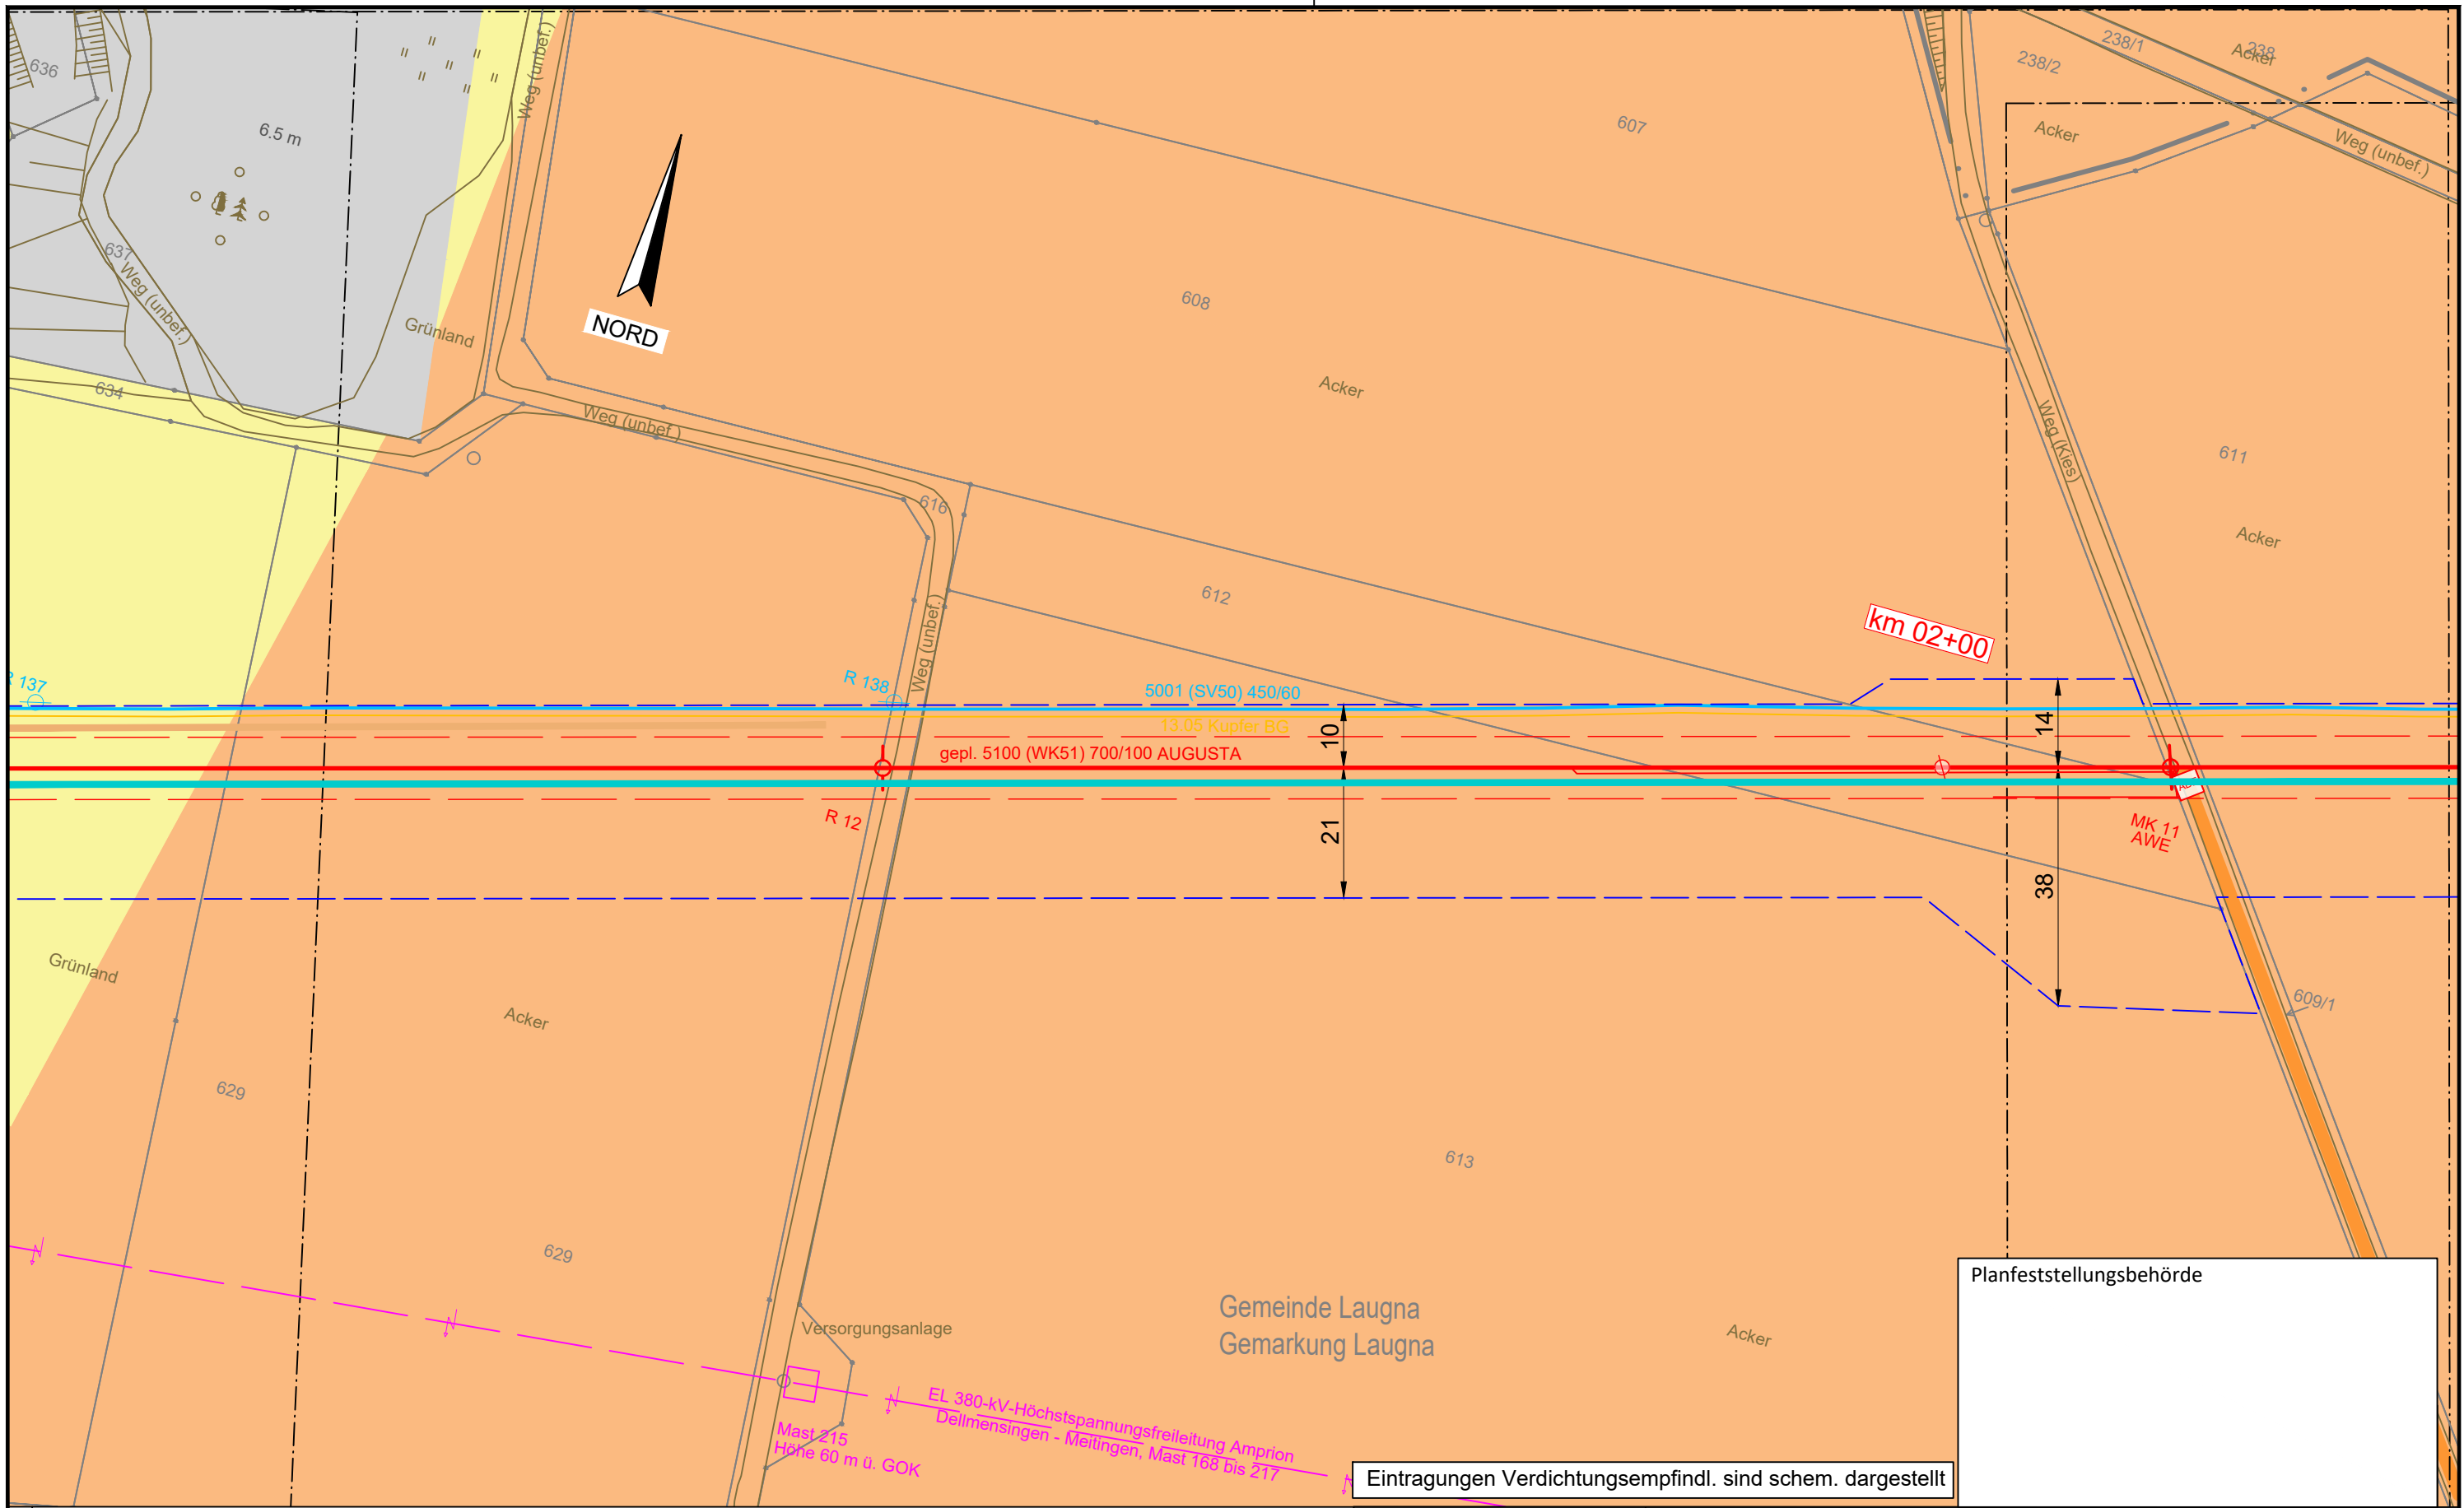 636
6.5 m
Weg (unbef.)
607
238/2
238/1
238
Acker
Acker
Weg (unbef.)
637
Weg (unbef.)
Grünland
NORD
608
Acker
634
Weg (unbef.)
Weg (Kies)
611
Acker
616
Weg (unbef.)
612
km 02+00
R 137
R 138
5001 (SV50) 450/60
13.05 Kupfer BG
10
14
gepl. 5100 (WK51) 700/100 AUGUSTA
R 12
21
MK 11
AWE
38
Grünland
Acker
609/1
629
613
629
Planfeststellungsbehörde
Gemeinde Laugna
Gemarkung Laugna
Versorgungsanlage
Acker
EL 380-kV-Höchstspannungsfreileitung Amprion
Dellmensingen - Meitingen, Mast 168 bis 217
Mast 215
Höhe 60 m ü. GOK
Eintragungen Verdichtungsempfindl. sind schem. dargestellt